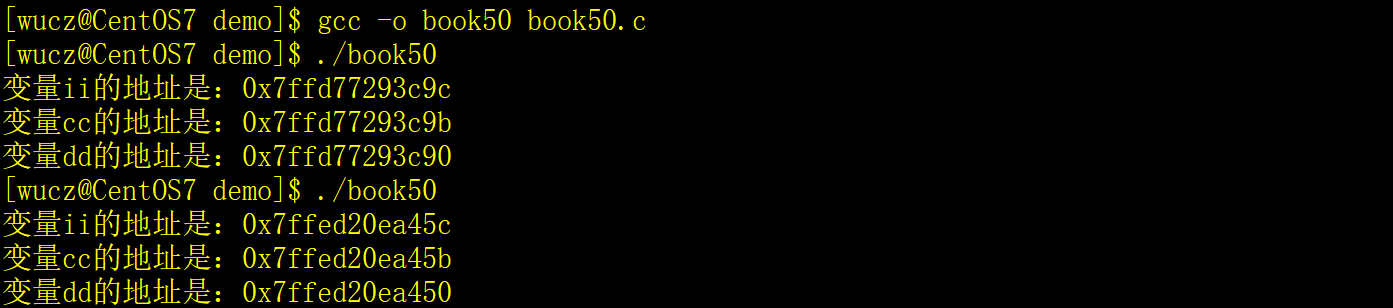 [wucz@CentOS7 demo]$ gcc -o book50 book50.c
[wucz@CentOS7 demo]$ ./book50
变量ii的地址是：0x7ffd77293c9c
变量cc的地址是：0x7ffd77293c9b
变量dd的地址是：0x7ffd77293c90
[wucz@CentOS7 demo]$ ./book50
变量ii的地址是：0x7ffed20ea45c
变量cc的地址是：0x7ffed20ea45b
变量dd的地址是：0x7ffed20ea450